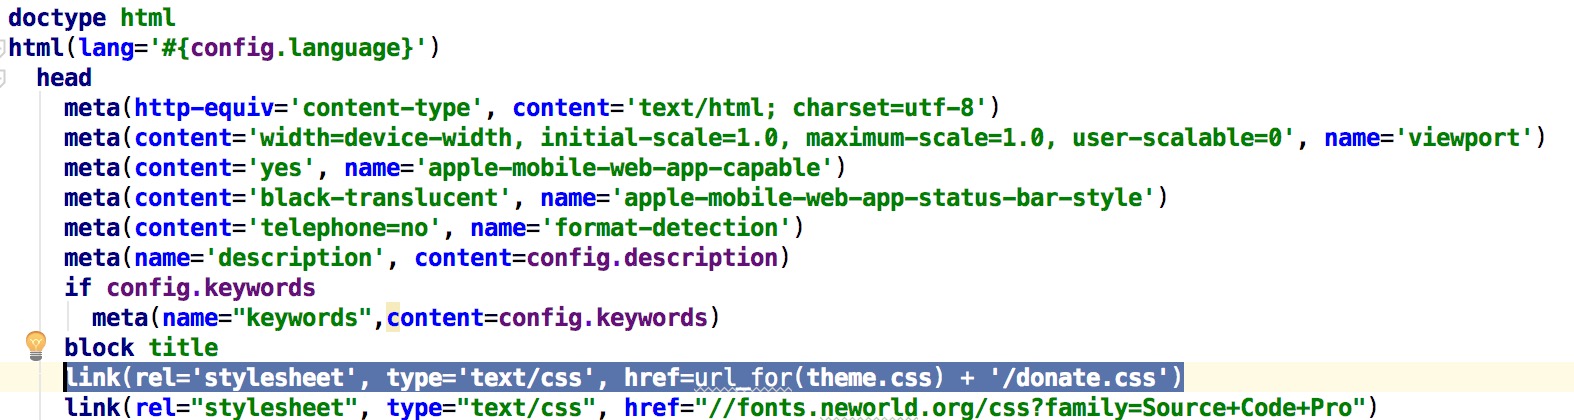 doctype html
html(lang='#{config.language}')
head
meta(http-equiv='content-type', content='text/html; charset=utf-8')
meta(content='width=device-width, initial-scale=1.0, maximum-scale=1.0, user-scalable=0', name='viewport')
meta(content='yes', name='apple-mobile-web-app-capable')
meta(content='black-translucent', name='apple-mobile-web-app-status-bar-style')
meta(content='telephone=no', name='format-detection')
meta(name='description', content=config.description)
if config.keywords
meta(name="keywords",content=config.keywords)
block title
link(rel='stylesheet', type='text/css', href=url_for(theme.css) + '/donate.css')
link(rel="stylesheet", type="text/css", href="//fonts.neworld.org/css?family=Source+Code+Pro")